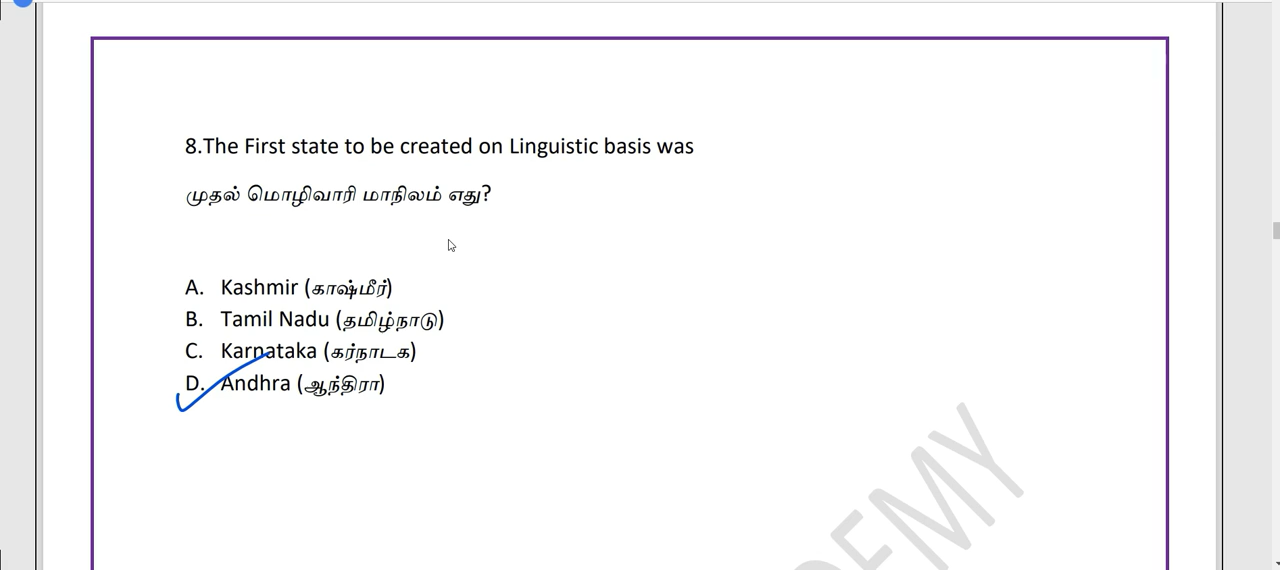 8.The First state to be created on Linguistic basis was
முதல் மொழிவாரி மாநிலம் எது?
A. Kashmir (காஷ்மீர்)
B. Tamil Nadu (தமிழ்நாடு)
C. Karnataka (கர்நாடக)
D. Andhra (ஆந்திரா)